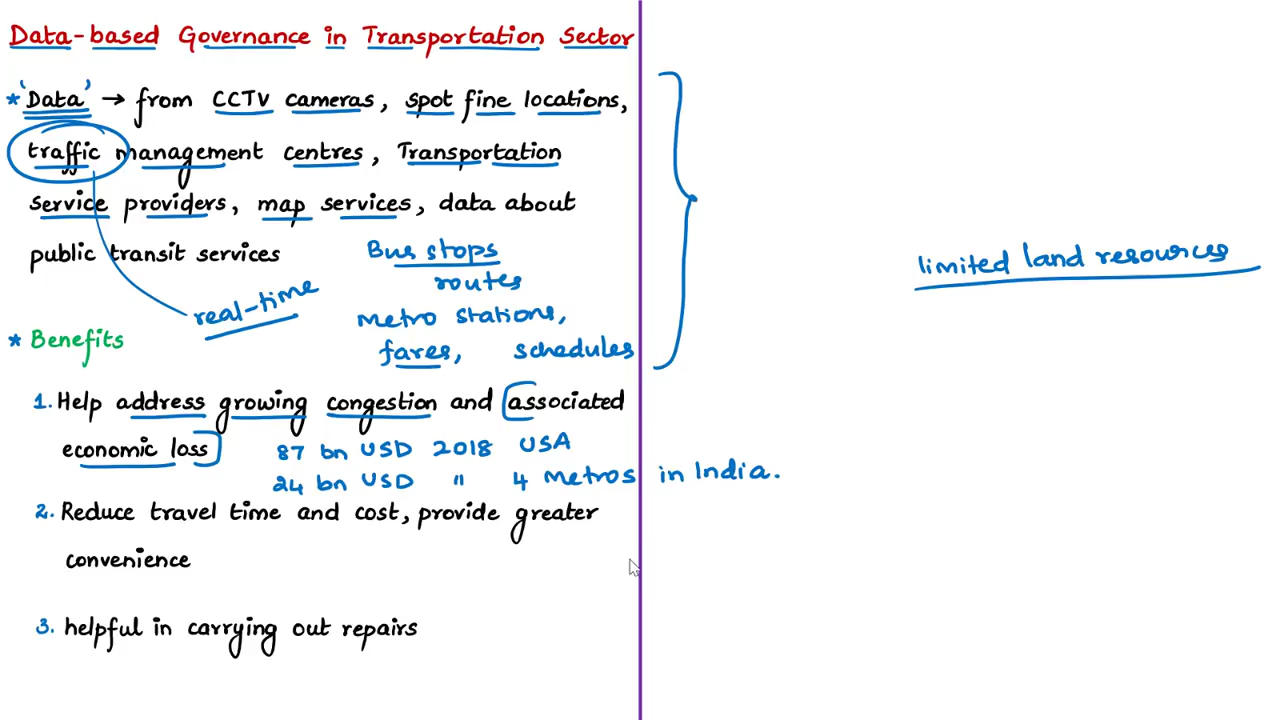 Data-based Governance in Transportation Sector
* 'Data' → from CCTV cameras, spot fine locations,
traffic management centres, Transportation
service providers, map services, data about
public transit services
Bus stops
routes
real-time
Metro stations,
fares, schedules
limited land resources
* Benefits
1. Help address growing congestion and associated
economic loss
87 bn USD 2018 USA
24 bn USD " 4 Metros in India.
2. Reduce travel time and cost, provide greater
convenience
3. helpful in carrying out repairs